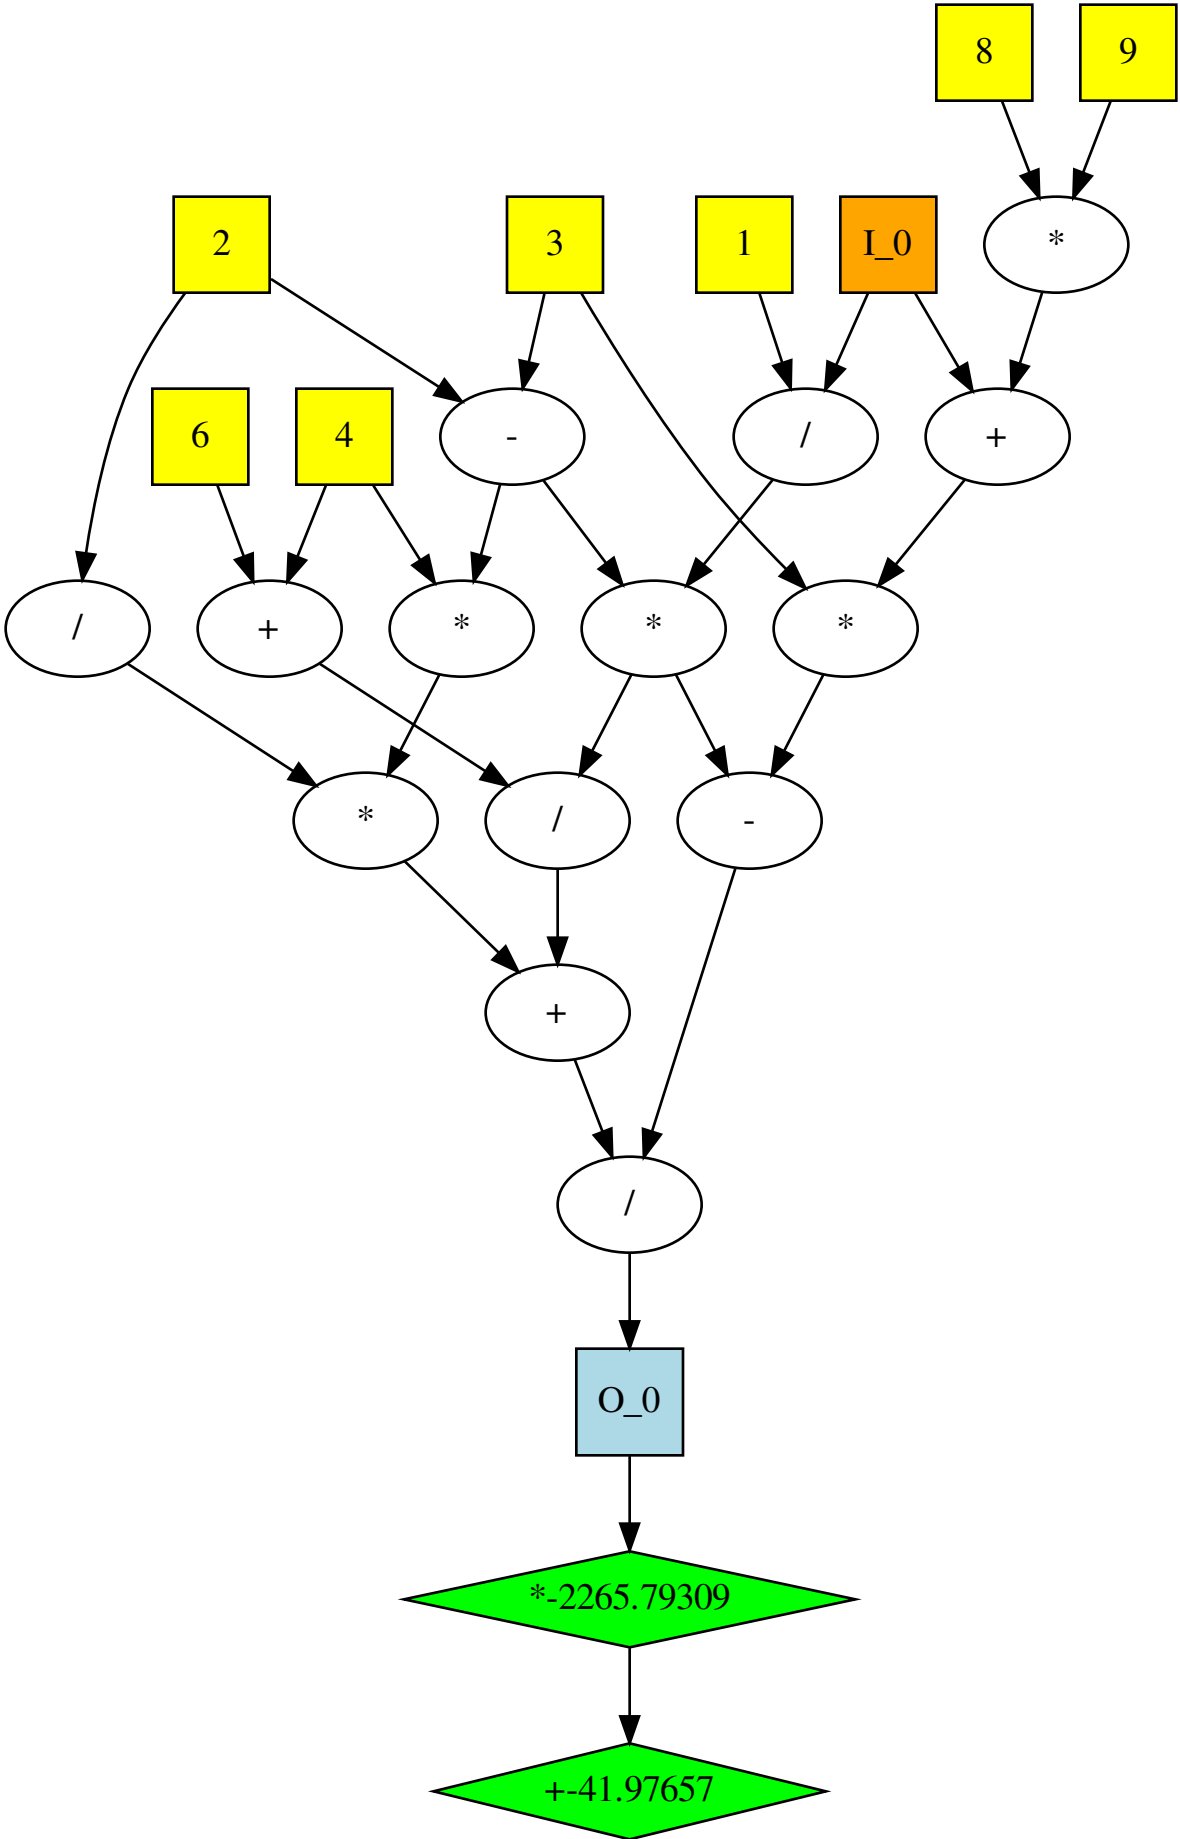 8 9
2 3 1 I_0 *
6 4 - / +
/ + * * *
* / -
+
/
O_0
*-2265.79309
+-41.97657